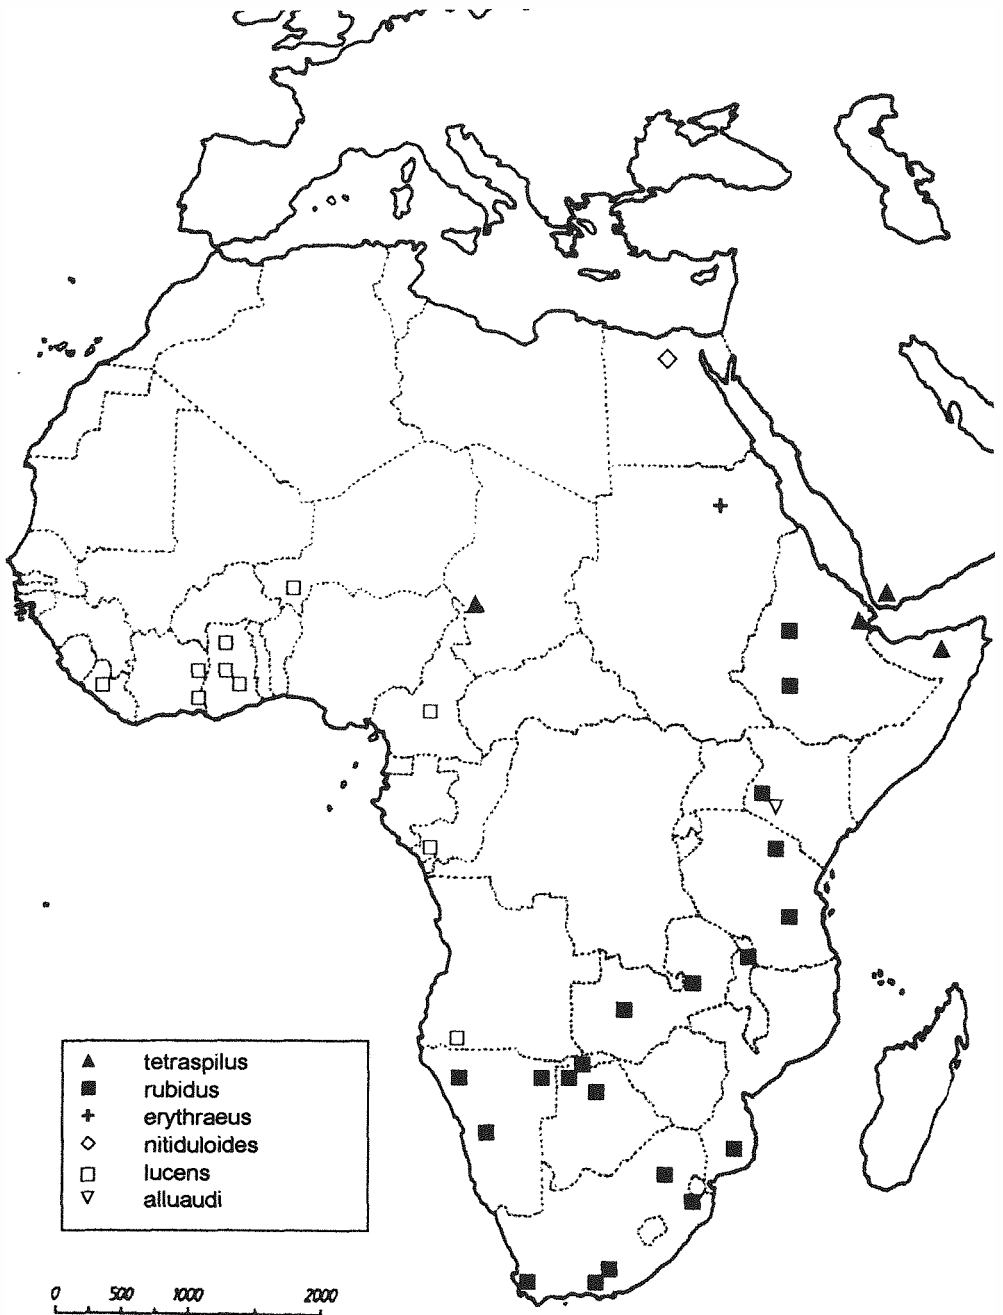 tetraspilus
rubidus
erythraeus
nitiduloides
lucens
alluaudi
0 500 1000 2000